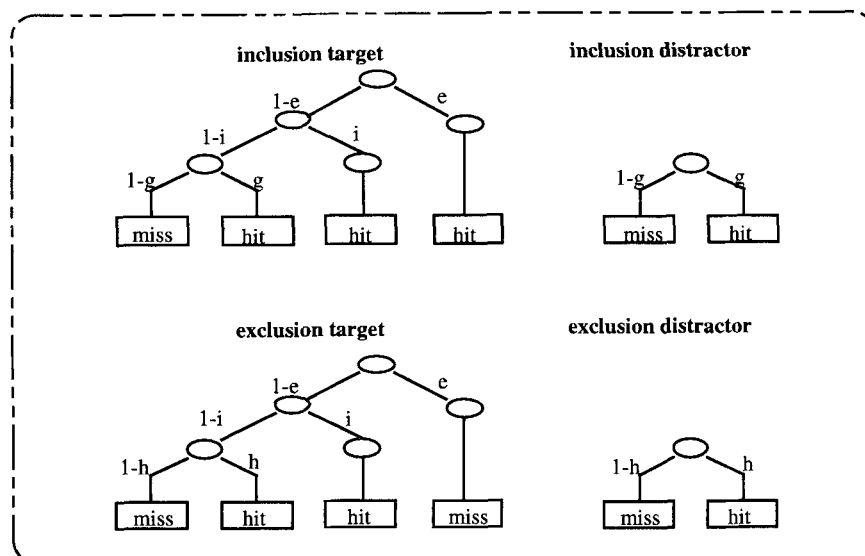 inclusion target
inclusion distractor
1-e
e
1-i
i
1-g
g
1-g
g
miss
hit
hit
hit
miss
hit
exclusion target
exclusion distractor
1-e
e
1-i
i
1-h
h
1-h
h
miss
hit
hit
miss
miss
hit